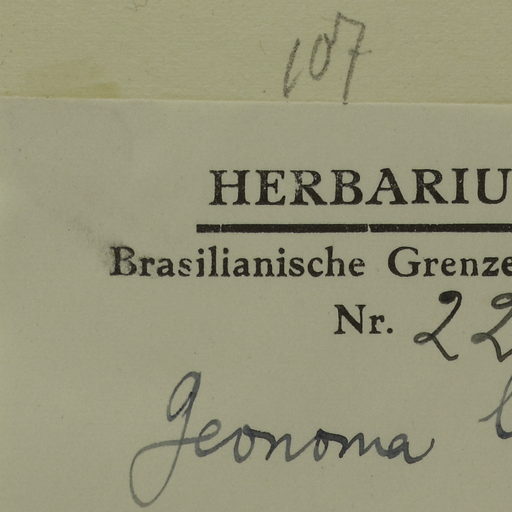 107
HERBARIU
Brasilianische Grenze
Nr. 22
Geonoma